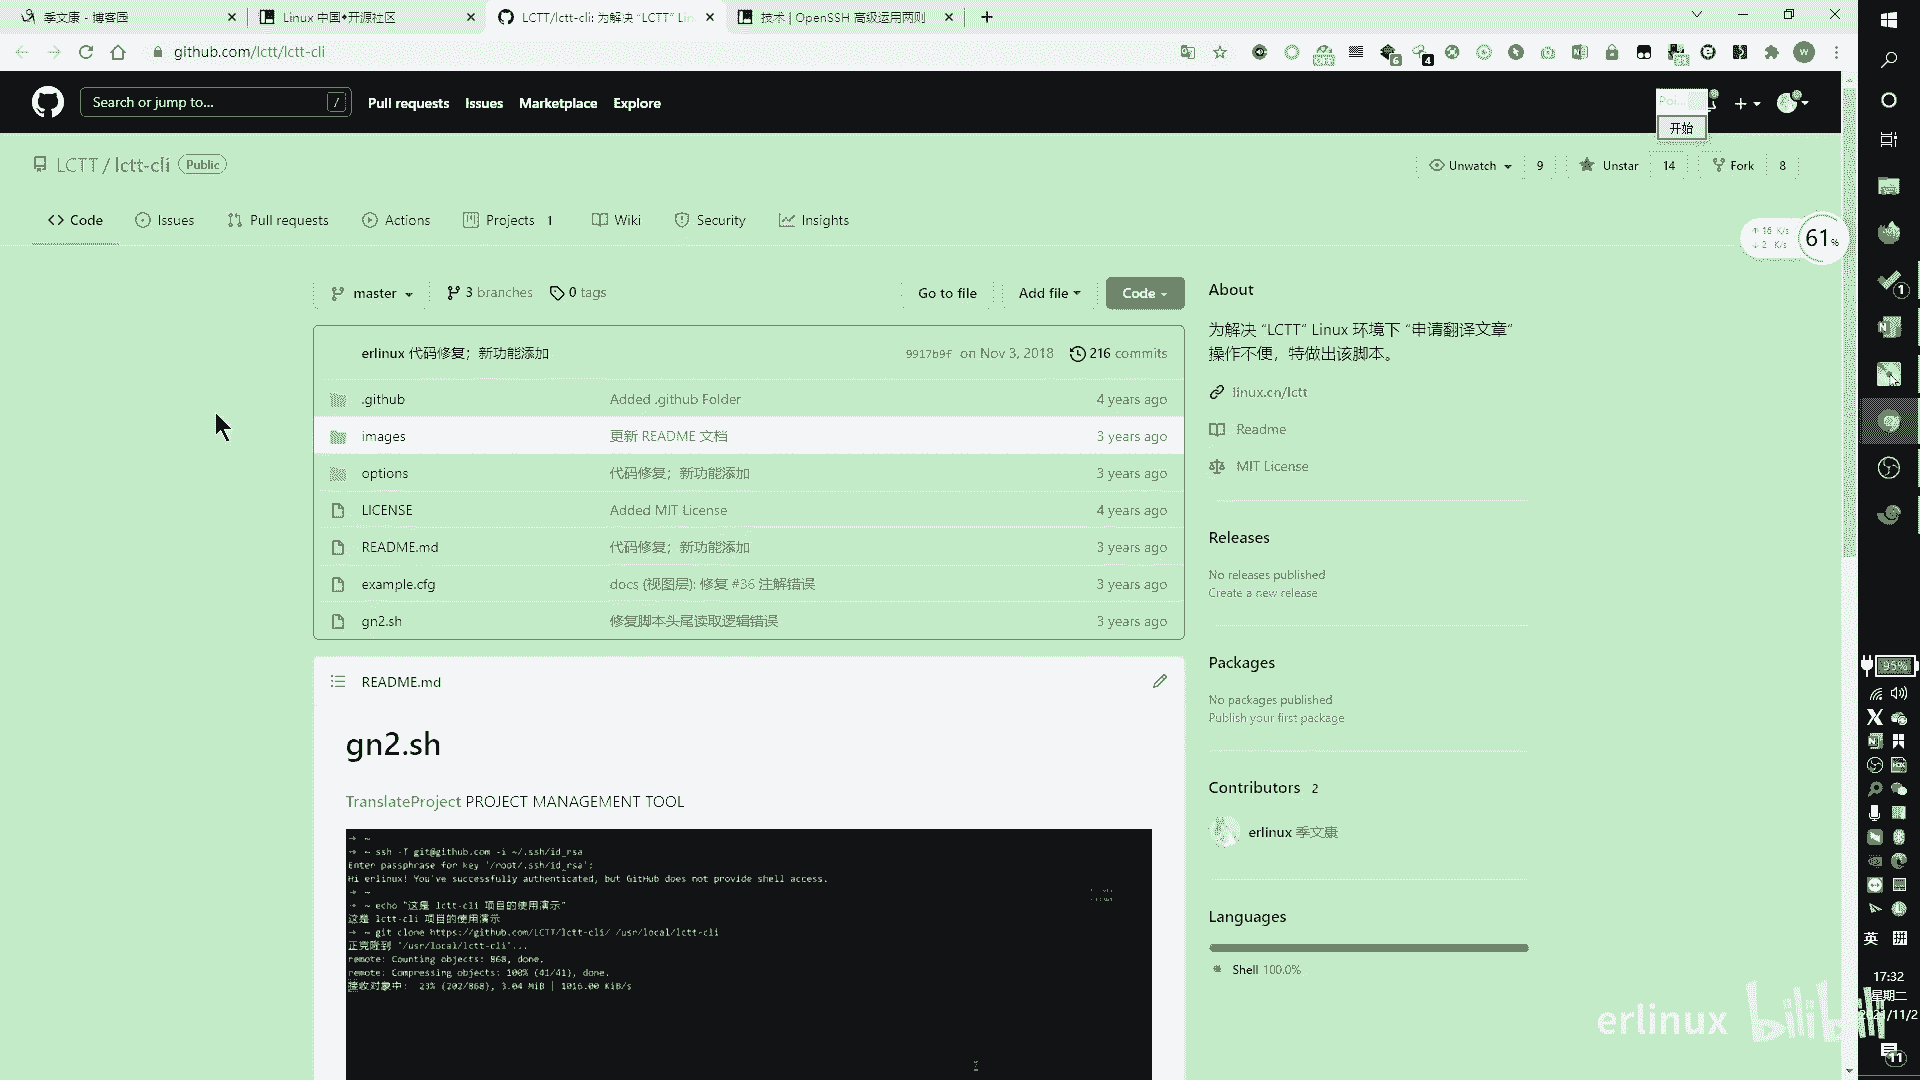 季文康 - 博客园
Linux 中国◆开源社区
LCTT/lctt-cli: 为解决 “LCTT” Lin
技术 | OpenSSH 高级运用两则
github.com/lctt/lctt-cli
Search or jump to... /
Pull requests
Issues
Marketplace
Explore
开始
LCTT / lctt-cli Public
Unwatch 9
Unstar 14
Fork 8
Code
Issues
Pull requests
Actions
Projects 1
Wiki
Security
Insights
61%
master
3 branches
0 tags
Go to file
Add file
Code
erlinux 代码修复；新功能添加 9917b9f on Nov 3, 2018 216 commits
.github Added .github Folder 4 years ago
images 更新 README 文档 3 years ago
options 代码修复；新功能添加 3 years ago
LICENSE Added MIT License 4 years ago
README.md 代码修复；新功能添加 3 years ago
example.cfg docs (视图层): 修复 #36 注解错误 3 years ago
gn2.sh 修复脚本头尾读取逻辑错误 3 years ago
README.md
gn2.sh
TranslateProject PROJECT MANAGEMENT TOOL
→ ~
→ ~ ssh -T git@github.com -i ~/.ssh/id_rsa
Enter passphrase for key '/root/.ssh/id_rsa':
Hi erlinux! You've successfully authenticated, but GitHub does not provide shell access.
→ ~
→ ~ echo "这是 lctt-cli 项目的使用演示"
这是 lctt-cli 项目的使用演示
→ ~ git clone https://github.com/LCTT/lctt-cli/ /usr/local/lctt-cli
正克隆到 '/usr/local/lctt-cli'...
remote: Counting objects: 868, done.
remote: Compressing objects: 100% (41/41), done.
接收对象中: 23% (202/868), 3.04 MiB | 1016.00 KiB/s
About
为解决 “LCTT” Linux 环境下 “申请翻译文章”
操作不便，特做出该脚本。
linux.cn/lctt
Readme
MIT License
Releases
No releases published
Create a new release
Packages
No packages published
Publish your first package
Contributors 2
erlinux 季文康
Languages
Shell 100.0%
95%
英 拼
17:32
星期二
2021/11/2
11
erlinux bilibili